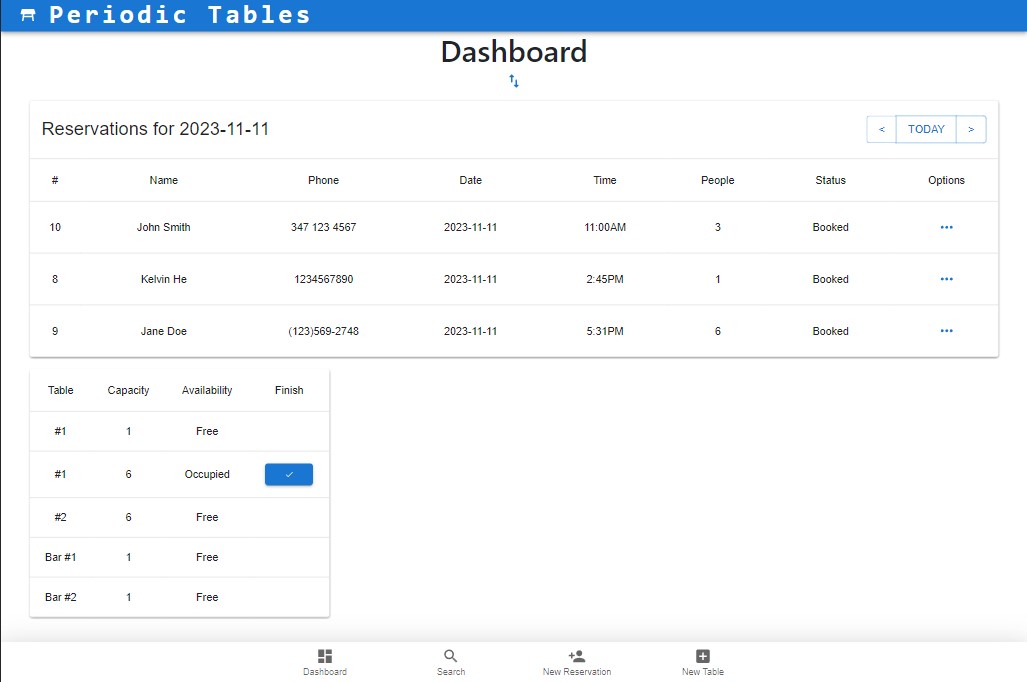 Periodic Tables
Dashboard
Reservations for 2023-11-11
< TODAY >
# Name Phone Date Time People Status Options
10 John Smith 347 123 4567 2023-11-11 11:00AM 3 Booked ...
8 Kelvin He 1234567890 2023-11-11 2:45PM 1 Booked ...
9 Jane Doe (123)569-2748 2023-11-11 5:31PM 6 Booked ...
Table Capacity Availability Finish
#1 1 Free
#1 6 Occupied
#2 6 Free
Bar #1 1 Free
Bar #2 1 Free
Dashboard Search New Reservation New Table